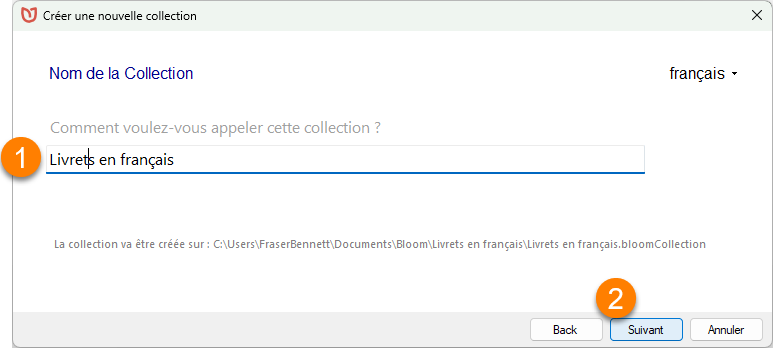 Créer une nouvelle collection
Nom de la Collection
français
Comment voulez-vous appeler cette collection ?
1
Livrets en français
La collection va être créée sur : C:\Users\FraserBennett\Documents\Bloom\Livrets en français\Livrets en français.bloomCollection
2
Back
Suivant
Annuler